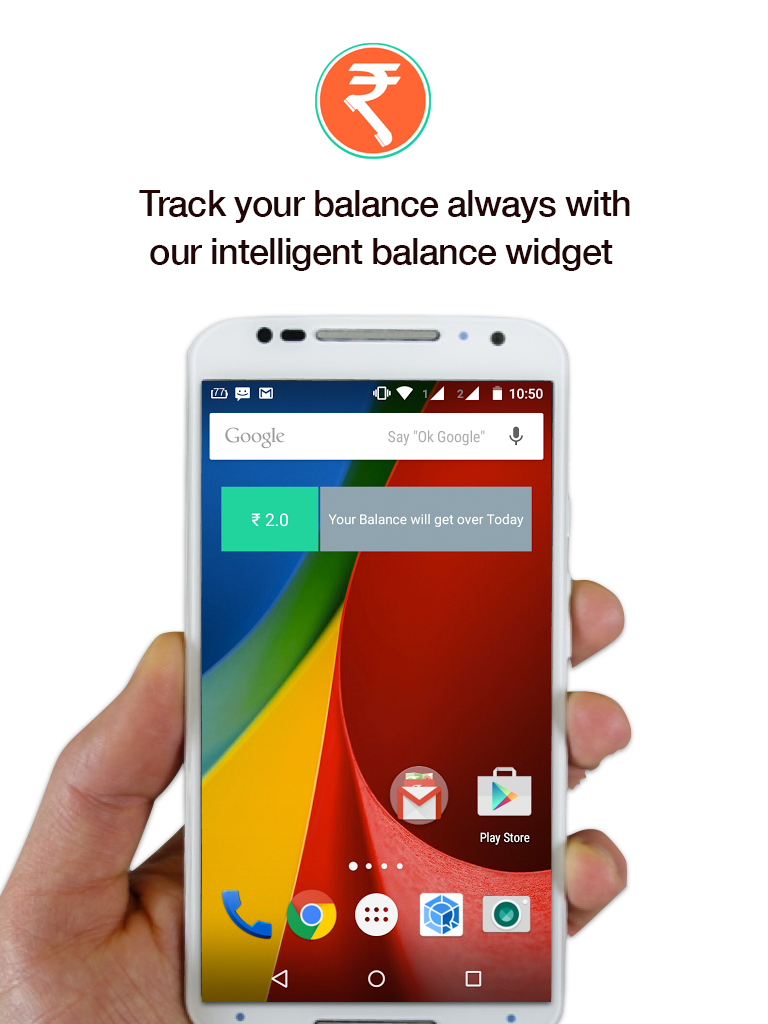 Track your balance always with
our intelligent balance widget
77 1 2 10:50
Google Say "Ok Google"
₹ 2.0 Your Balance will get over Today
Play Store